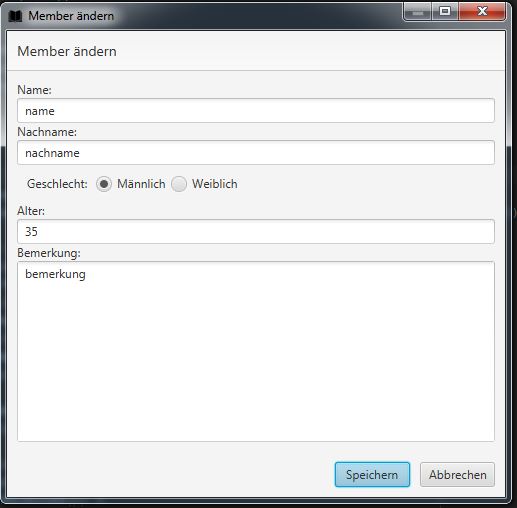 Member ändern
Member ändern
Name:
name
Nachname:
nachname
Geschlecht: Männlich Weiblich
Alter:
35
Bemerkung:
bemerkung
Speichern Abbrechen